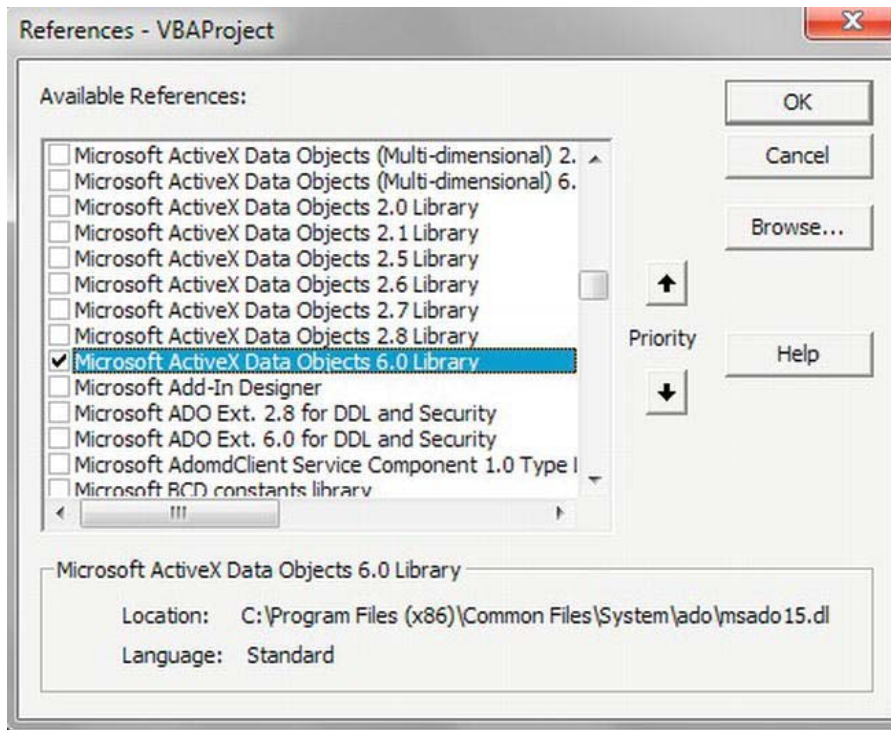 References - VBAProject
Available References:
OK
Microsoft ActiveX Data Objects (Multi-dimensional) 2.
Cancel
Microsoft ActiveX Data Objects (Multi-dimensional) 6.
Microsoft ActiveX Data Objects 2.0 Library
Microsoft ActiveX Data Objects 2.1 Library
Browse...
Microsoft ActiveX Data Objects 2.5 Library
Microsoft ActiveX Data Objects 2.6 Library
Microsoft ActiveX Data Objects 2.7 Library
Microsoft ActiveX Data Objects 2.8 Library
Priority
Microsoft ActiveX Data Objects 6.0 Library
Help
Microsoft Add-In Designer
Microsoft ADO Ext. 2.8 for DDL and Security
Microsoft ADO Ext. 6.0 for DDL and Security
Microsoft AdomdClient Service Component 1.0 Type l
Microsoft BCD constants library
Microsoft ActiveX Data Objects 6.0 Library
Location: C:\Program Files (x86)\Common Files\System\ado\msado15.dl
Language: Standard